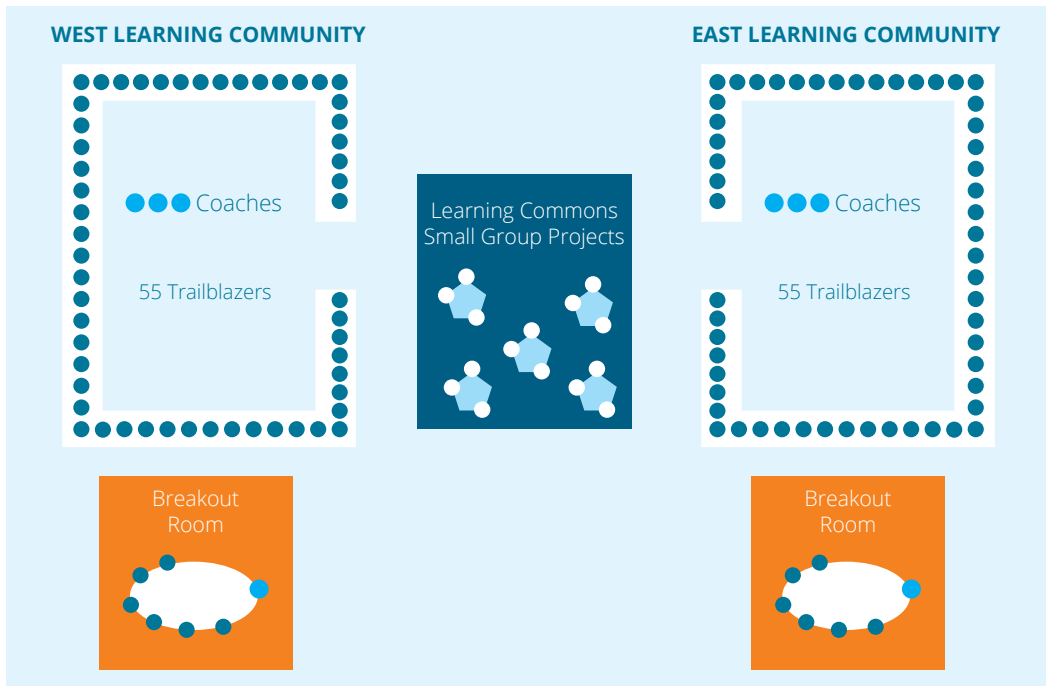 WEST LEARNING COMMUNITY
EAST LEARNING COMMUNITY
Coaches
55 Trailblazers
Learning Commons
Small Group Projects
Coaches
55 Trailblazers
Breakout
Room
Breakout
Room